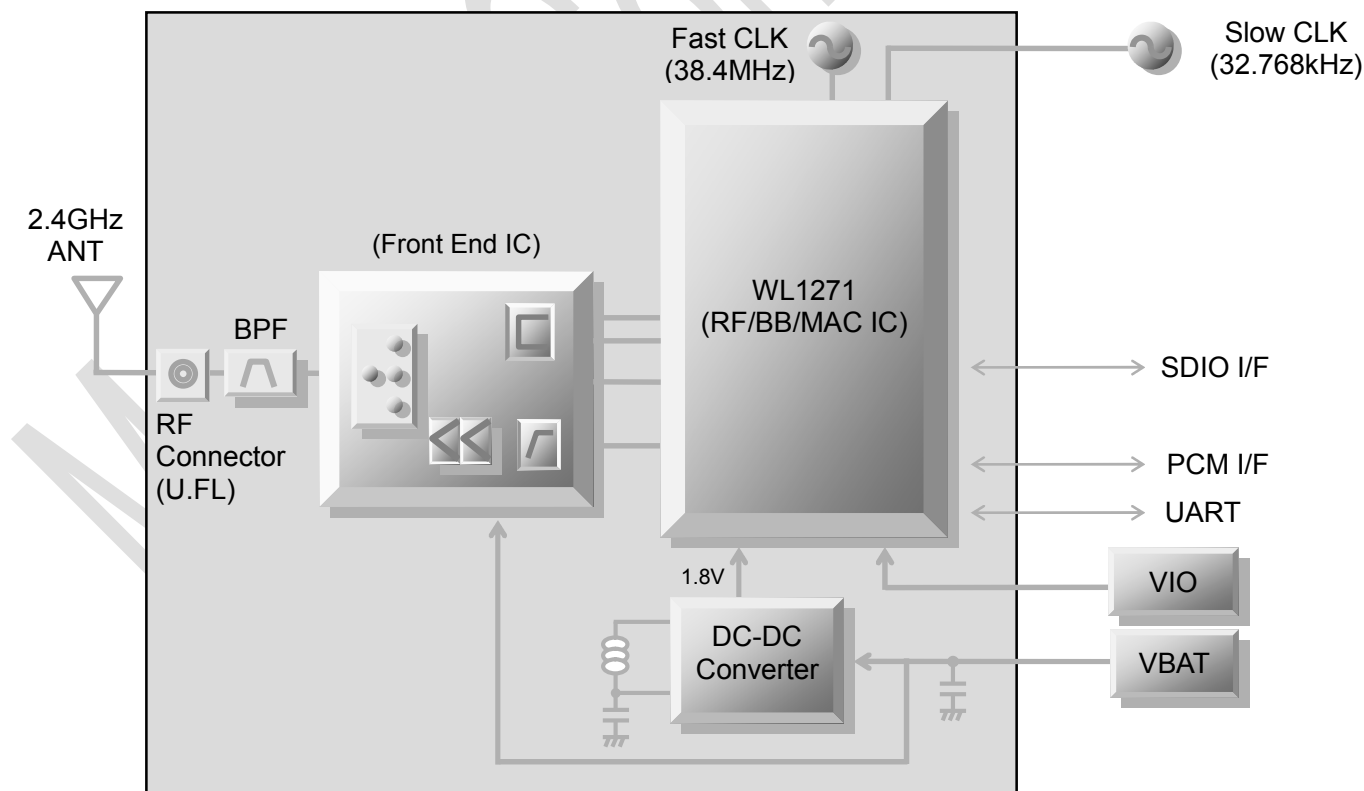 Fast CLK
(38.4MHz)
Slow CLK
(32.768kHz)
2.4GHz
ANT
(Front End IC)
WL1271
(RF/BB/MAC IC)
BPF
SDIO I/F
RF
Connector
(U.FL)
PCM I/F
UART
1.8V
VIO
DC-DC
Converter
VBAT